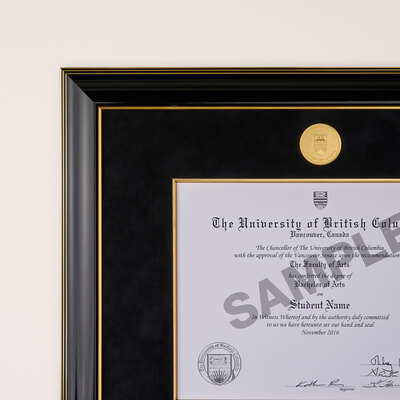 The University of British Colu
Vancouver, Canada
The Chancellor of The University of British Columbia
with the approval of the Vancouver Senate upon the recommendation
The Faculty of Arts
has conferred the degree of
Bachelor of Arts
on
Student Name
In Witness Whereof and by the authority duly committed
to us we have hereunto set our hand and seal
November 2016
SAMPLE
Registrar